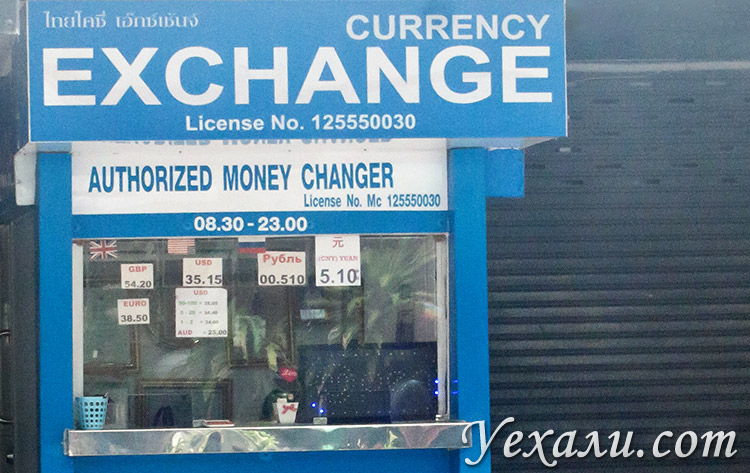 ไทยโคชี่ เอ๊กซ์เช้นจ์
CURRENCY
EXCHANGE
License No. 125550030
AUTHORIZED MONEY CHANGER
License No. Mc 125550030
08.30 - 23.00
GBP
54.20
USD
35.15
Рубль
00.510
元
(CNY) YUAN
5.10
EURO
38.50
USD
AUD = 25.00
Уехали.com